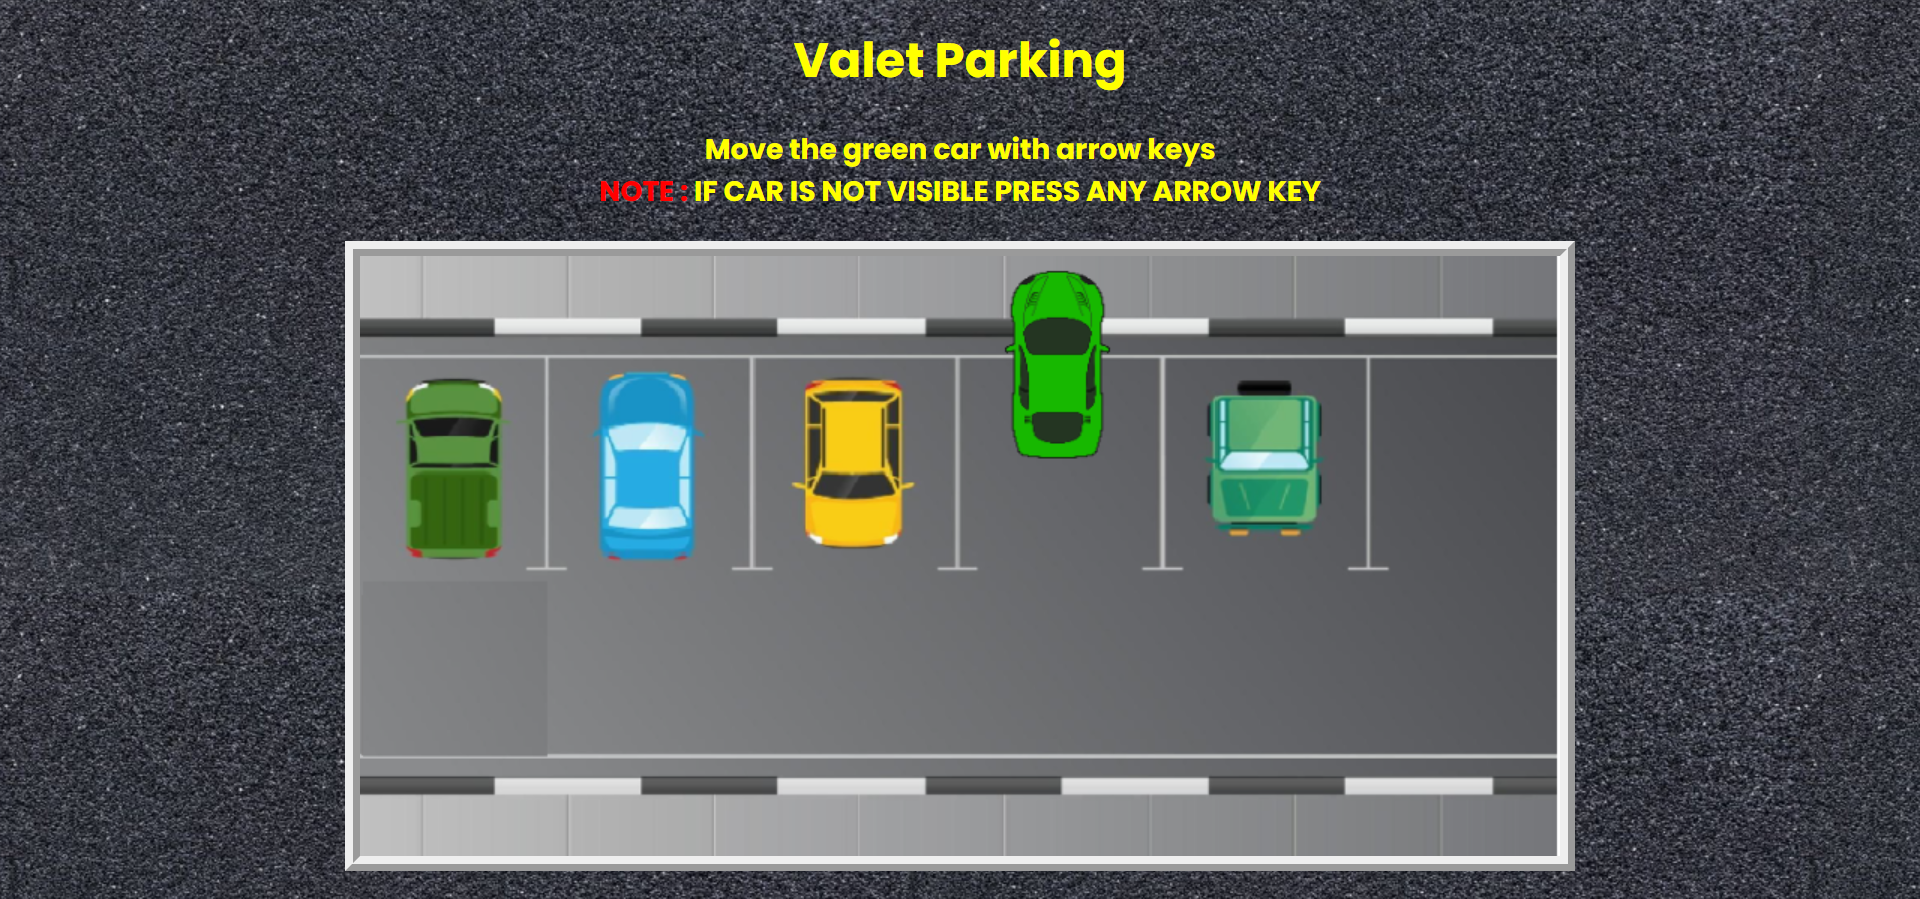 Valet Parking
Move the green car with arrow keys
NOTE : IF CAR IS NOT VISIBLE PRESS ANY ARROW KEY